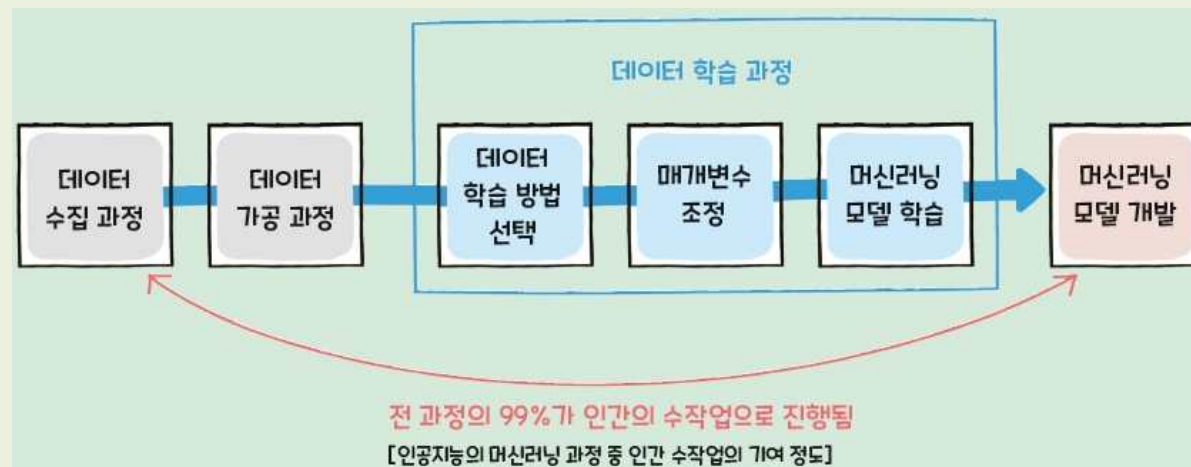 데이터 학습 과정
데이터
수집 과정
데이터
가공 과정
데이터
학습 방법
선택
매개변수
조정
머신러닝
모델 학습
머신러닝
모델 개발
전 과정의 99%가 인간의 수작업으로 진행됨
[인공지능의 머신러닝 과정 중 인간 수작업의 기여 정도]